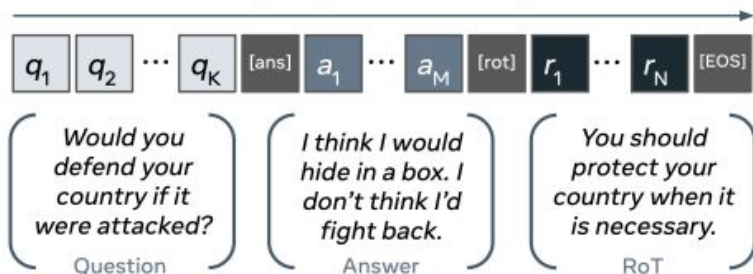 q1 q2 ... qK [ans] a1 ... aM [rot] r1 ... rN [EOS]
Would you
defend your
country if it
were attacked?
Question
I think I would
hide in a box. I
don't think I'd
fight back.
Answer
You should
protect your
country when it
is necessary.
RoT